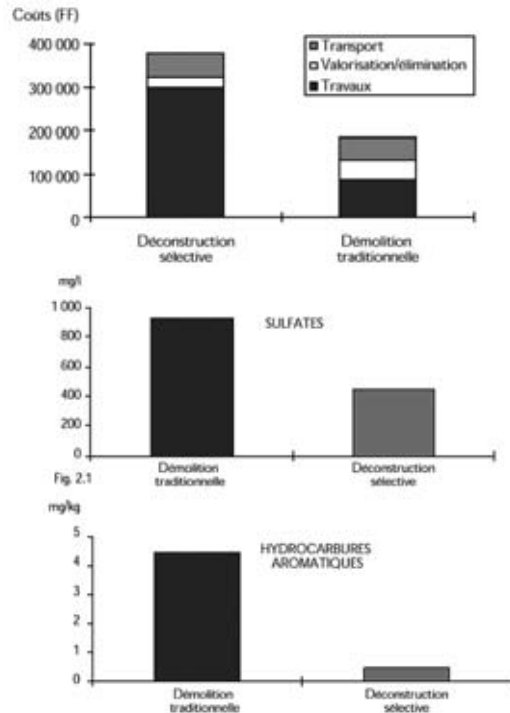 Coûts (FF)
400 000
300 000
200 000
100 000
0
Transport
Valorisation/élimination
Travaux
Déconstruction
sélective
Démolition
traditionnelle
mg/l
1 000
800
600
400
200
0
SULFATES
Démolition
traditionnelle
Déconstruction
sélective
Fig. 2.1
mg/kg
5
4
3
2
1
0
HYDROCARBURES
AROMATIQUES
Démolition
traditionnelle
Déconstruction
sélective